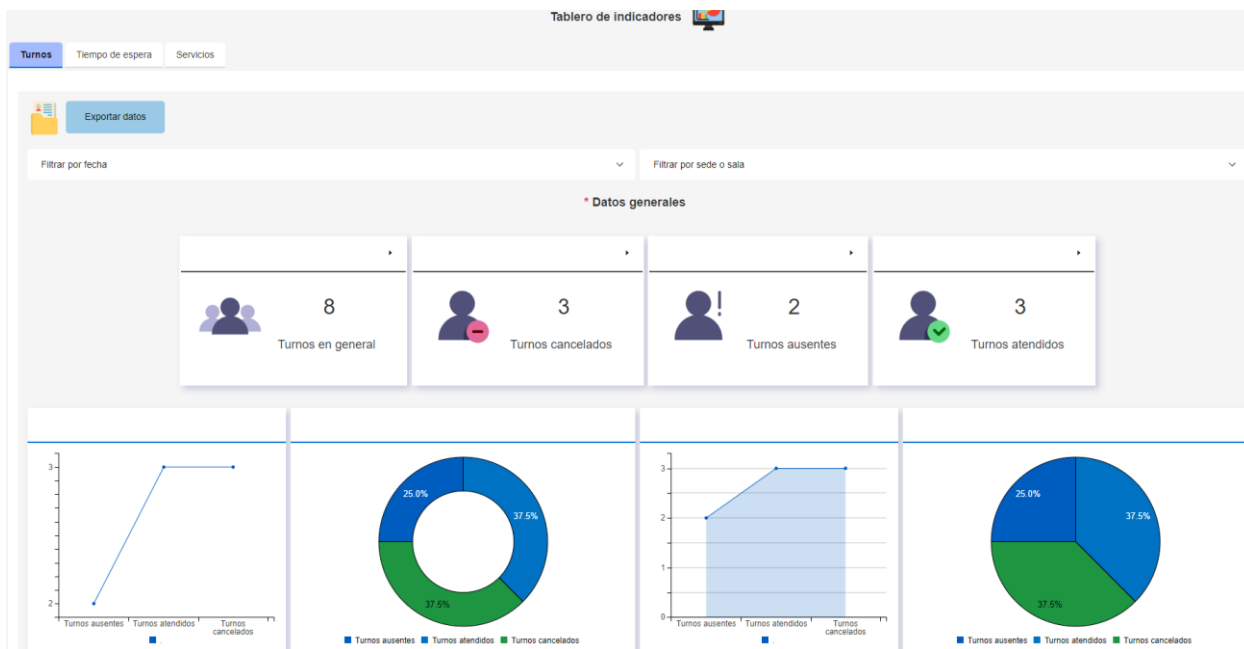 Tablero de indicadores
Turnos Tiempo de espera Servicios
Exportar datos
Filtrar por fecha
Filtrar por sede o sala
* Datos generales
8
Turnos en general
3
Turnos cancelados
2
Turnos ausentes
3
Turnos atendidos
3
2
Turnos ausentes Turnos atendidos Turnos
cancelados
.
25.0%
37.5%
37.5%
Turnos ausentes Turnos atendidos Turnos cancelados
3
2
1
0
Turnos ausentes Turnos atendidos Turnos
cancelados
.
25.0%
37.5%
37.5%
Turnos ausentes Turnos atendidos Turnos cancelados